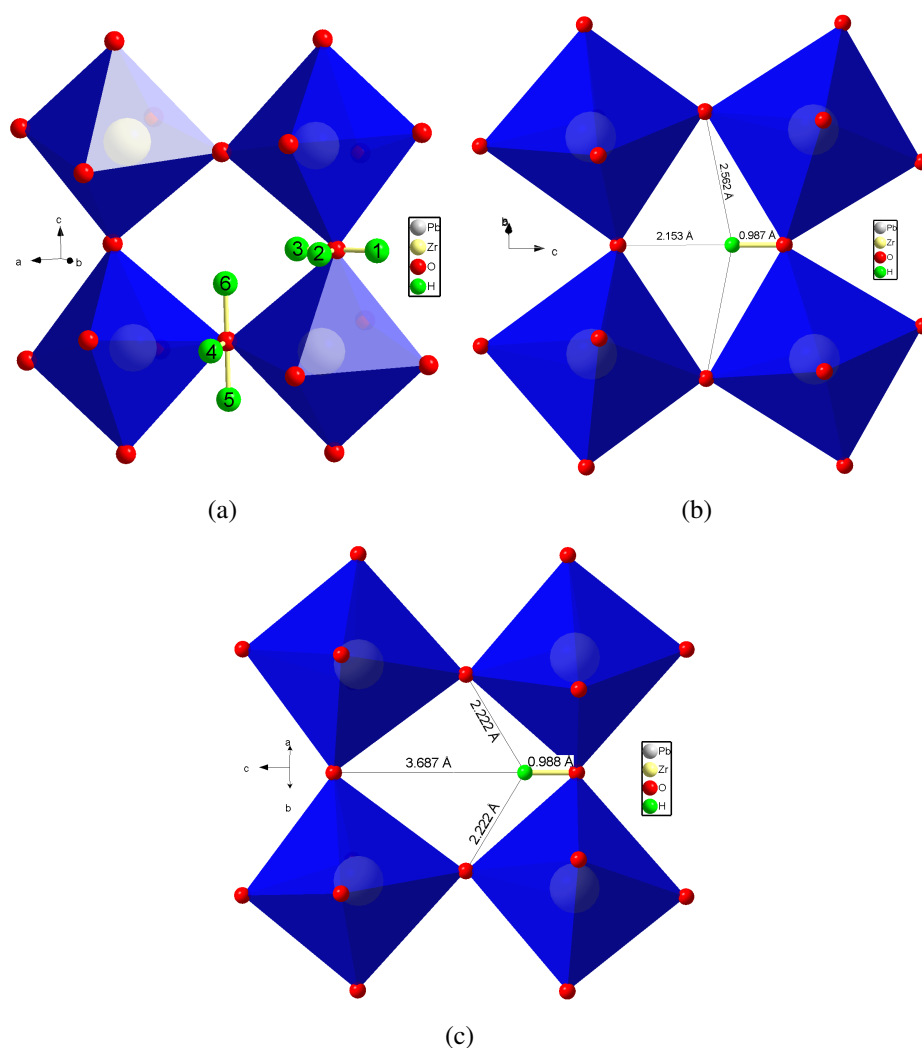 c
a
b
3
2
1
6
4
5
Pb
Zr
O
H
(a)
2.562 Å
2.153 Å
0.987 Å
c
Pb
Zr
O
H
(b)
2.222 Å
3.687 Å
0.988 Å
2.222 Å
a
c
b
Pb
Zr
O
H
(c)